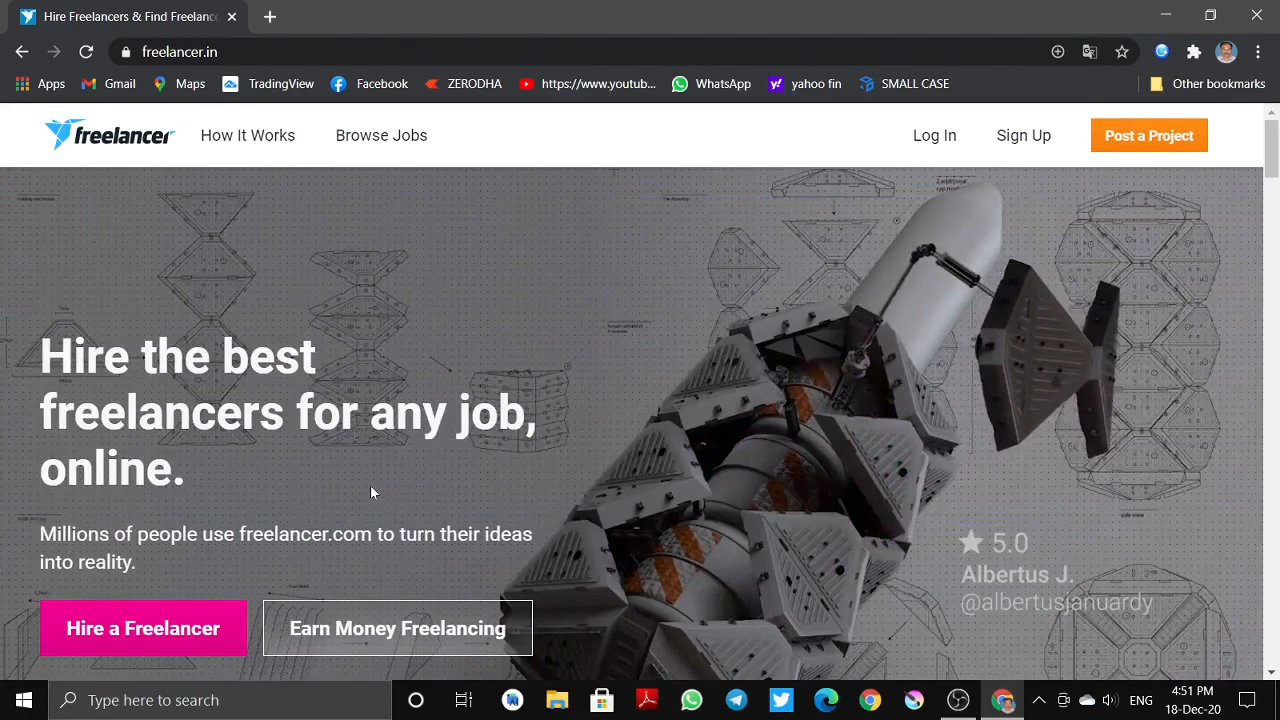 Hire Freelancers & Find Freelanc
freelancer.in
Apps
Gmail
Maps
TradingView
Facebook
ZERODHA
https://www.youtub...
WhatsApp
yahoo fin
SMALL CASE
Other bookmarks
freelancer
How It Works
Browse Jobs
Log In
Sign Up
Post a Project
Hire the best
freelancers for any job,
online.
Millions of people use freelancer.com to turn their ideas
into reality.
Hire a Freelancer
Earn Money Freelancing
5.0
Albertus J.
@albertusjanuardy
Type here to search
ENG
4:51 PM
18-Dec-20